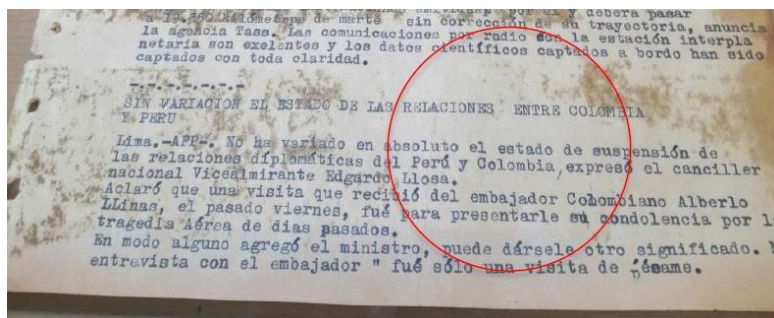 a 19.350 kilómetros de marte sin corrección de su trayectoria, anuncia
la agencia Tass. Las comunicaciones por radio con la estación interpla
netaria son exelentes y los datos científicos captados a bordo han sido
captados con toda claridad.
-.-.-.-.-.-.-
SIN VARIACION EL ESTADO DE LAS RELACIONES ENTRE COLOMBIA
Y PERU
Lima.-AFP-. No ha variado en absoluto el estado de suspensión de
las relaciones díplomáticas del Perú y Colombia, expresó el canciller
nacional Vicealmirante Edgardo Llosa.
Aclaró que una visita que recibió del embajador Colombiano Alberlo
LLinas, el pasado viernes, fué para presentarle su condolencia por l
tragedia Aérea de dias pasados.
En modo alguno agregó el ministro, puede dársele otro significado.
entrevista con el embajador " fué sólo una visita de pésame.